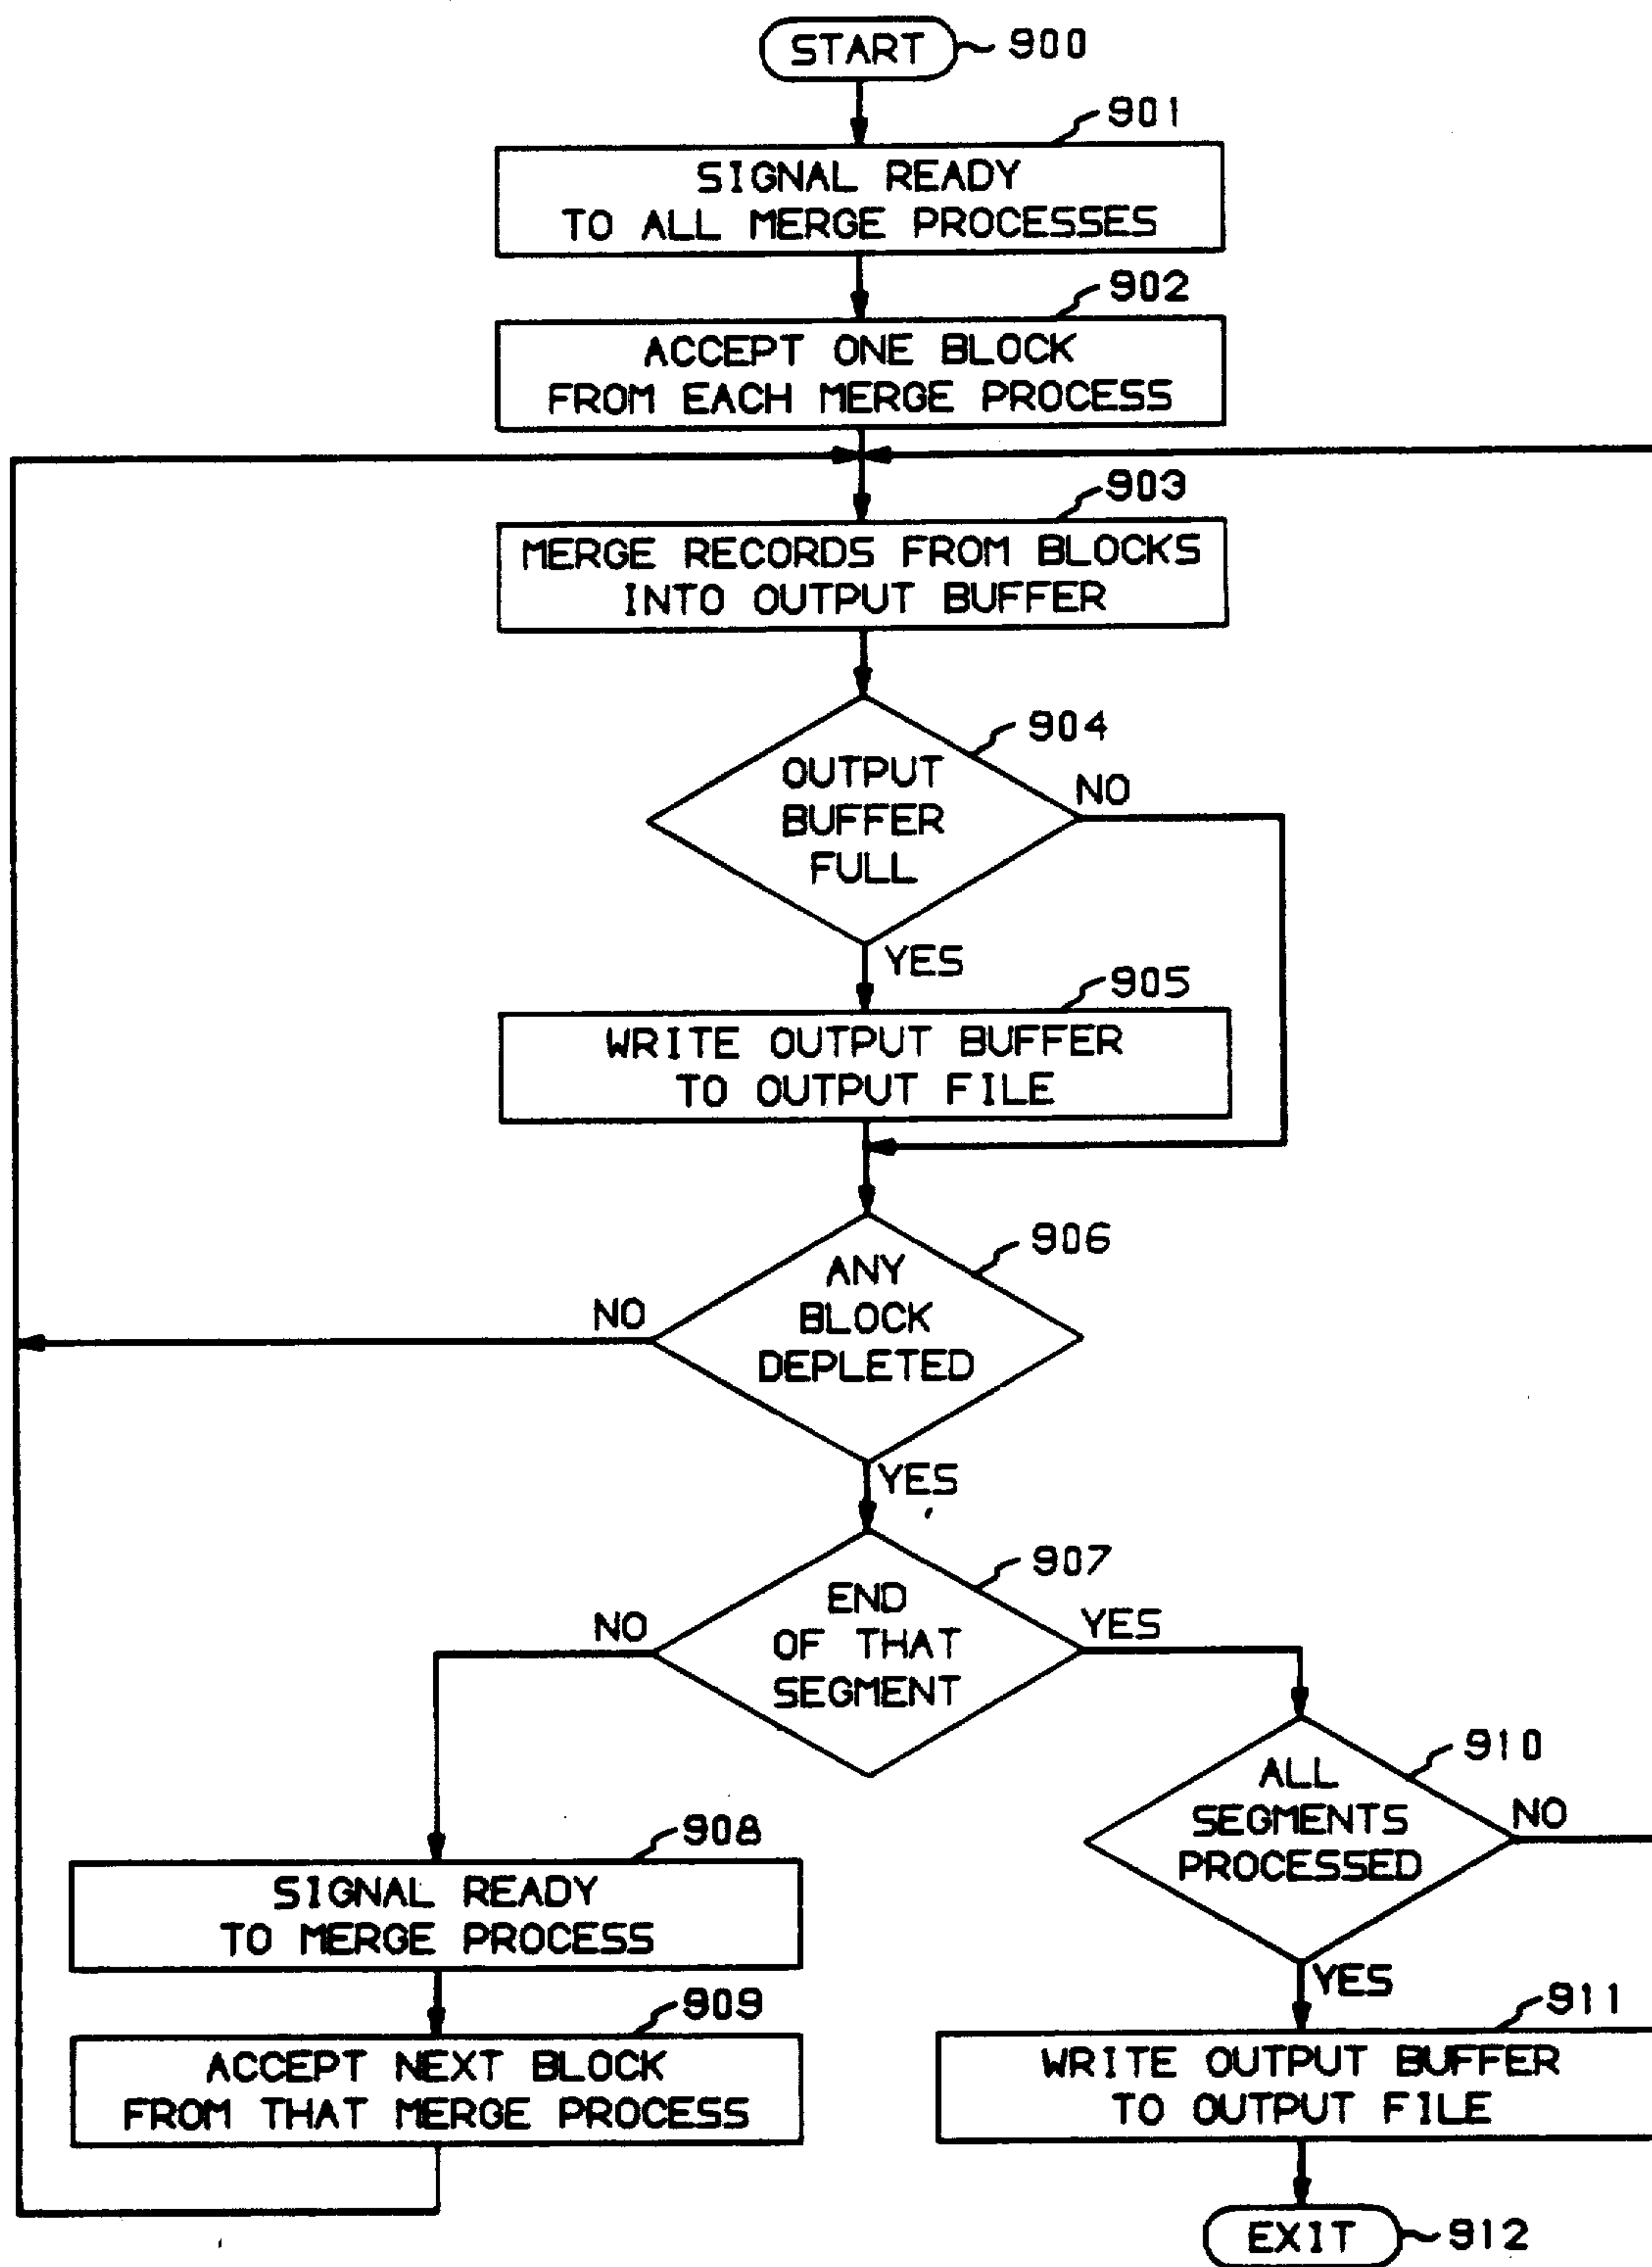 START 900
901
SIGNAL READY
TO ALL MERGE PROCESSES
902
ACCEPT ONE BLOCK
FROM EACH MERGE PROCESS
903
MERGE RECORDS FROM BLOCKS
INTO OUTPUT BUFFER
904
OUTPUT
BUFFER
FULL
NO
YES
905
WRITE OUTPUT BUFFER
TO OUTPUT FILE
906
ANY
BLOCK
DEPLETED
NO
YES
907
END
OF THAT
SEGMENT
NO
YES
908
SIGNAL READY
TO MERGE PROCESS
909
ACCEPT NEXT BLOCK
FROM THAT MERGE PROCESS
910
ALL
SEGMENTS
PROCESSED
NO
YES
911
WRITE OUTPUT BUFFER
TO OUTPUT FILE
EXIT 912